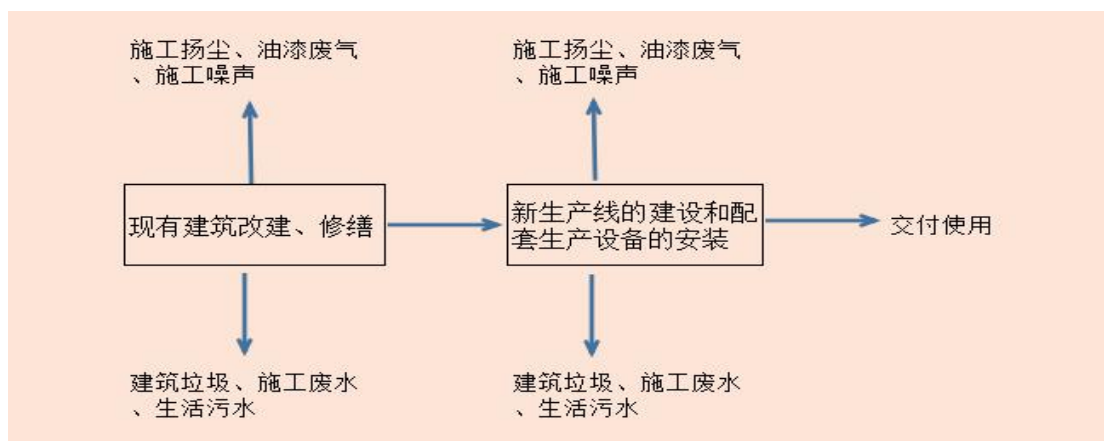 施工扬尘、油漆废气
、施工噪声
施工扬尘、油漆废气
、施工噪声
现有建筑改建、修缮
新生产线的建设和配
套生产设备的安装
交付使用
建筑垃圾、施工废水
、生活污水
建筑垃圾、施工废水
、生活污水